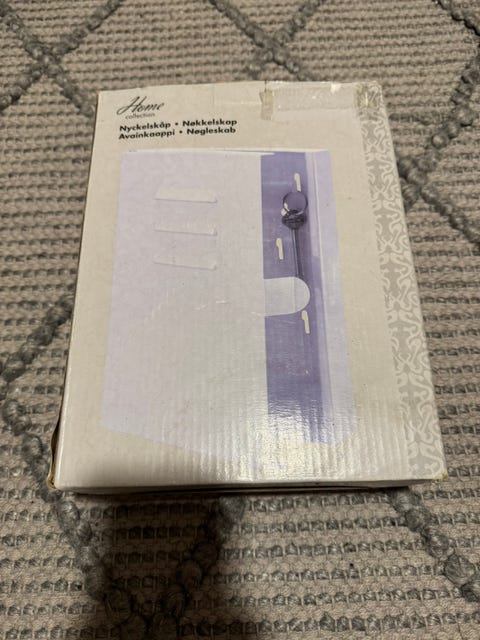 Home
collection
Nyckelskåp • Nøkkelskap
Avainkaappi • Nøgleskab